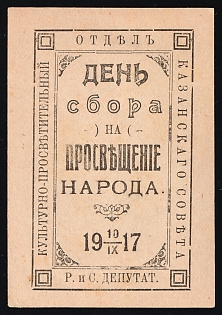 ОТДѢЛЪ
КУЛЬТУРНО-ПРОСВѢТИТЕЛЬНЫЙ
КАЗАНСКАГО СОВѢТА
ДЕНЬ
сбора
) НА (
ПРОСВѢЩЕНІЕ
НАРОДА.
19 10/IX 17
Р. и С. ДЕПУТАТ.